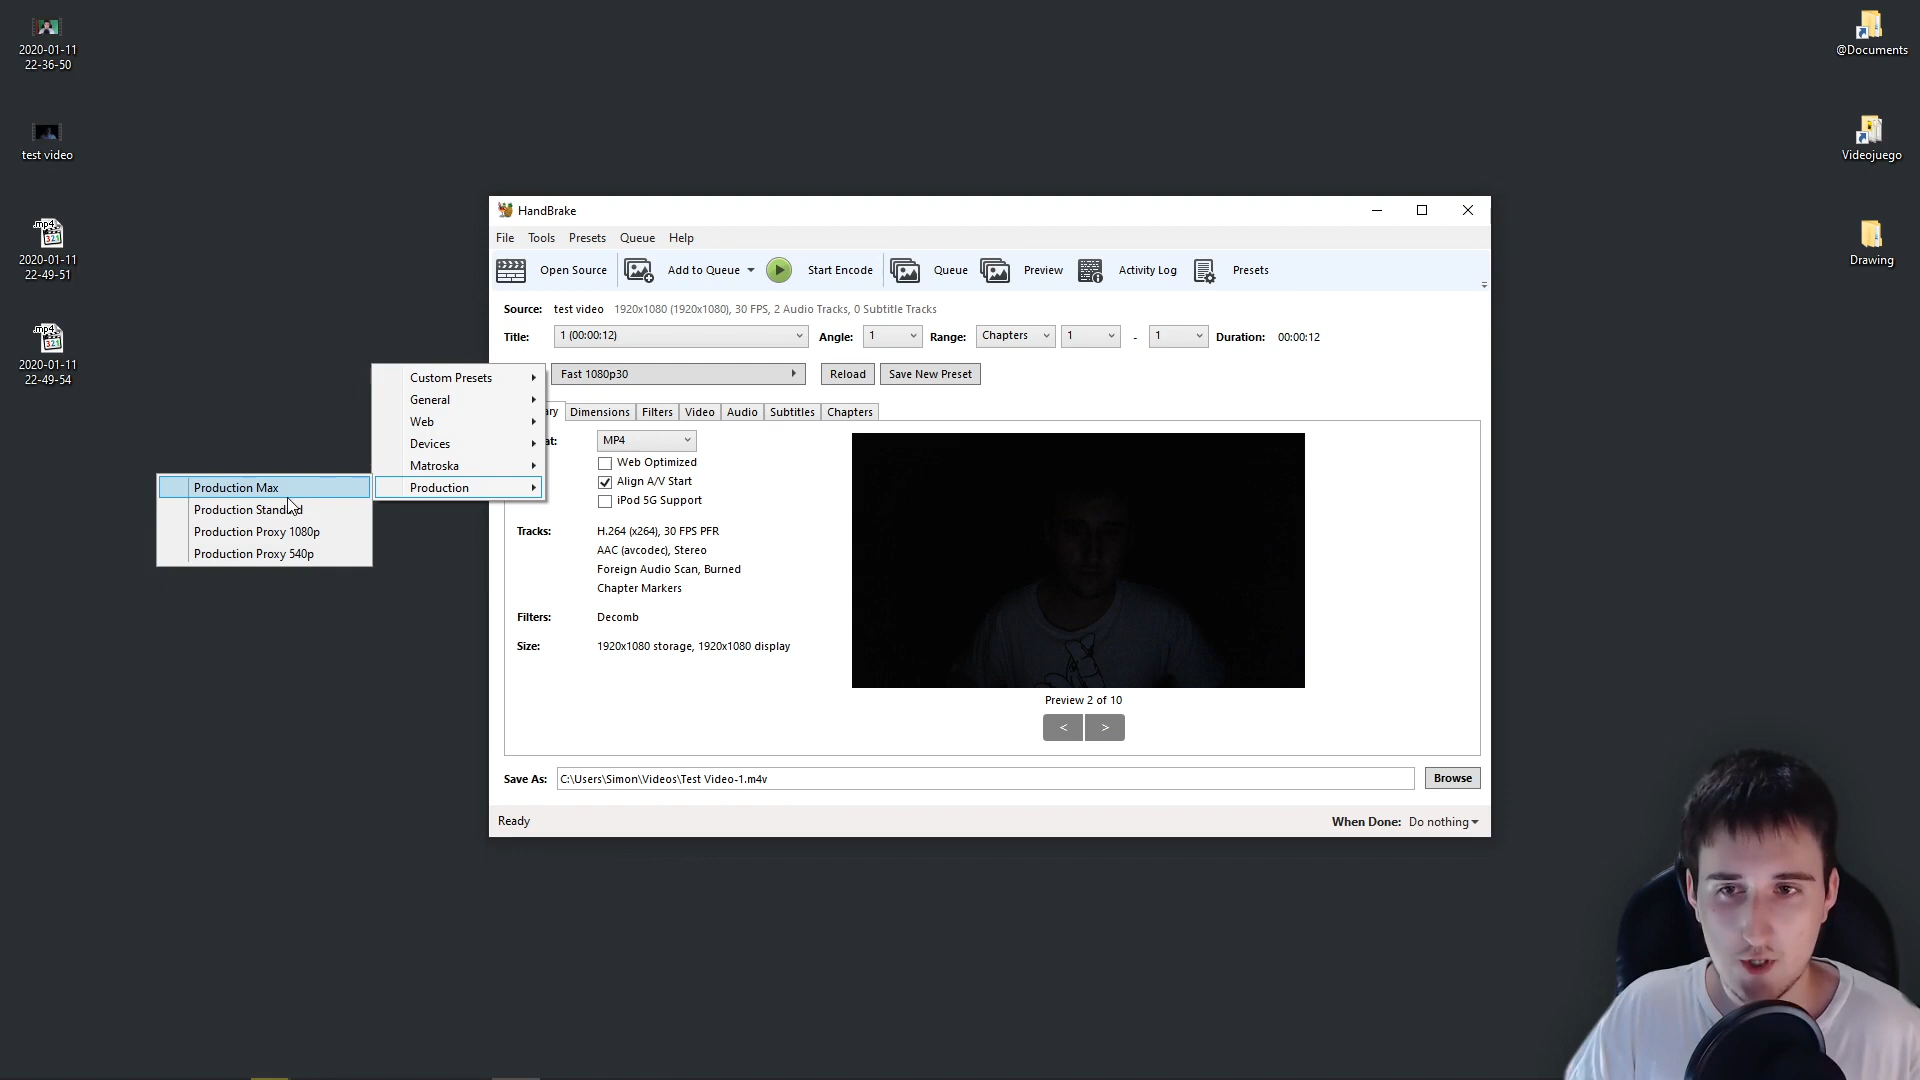 2020-01-11
22-36-50
test video
.mp4
321
2020-01-11
22-49-51
.mp4
321
2020-01-11
22-49-54
@Documents
Videojuego
Drawing
HandBrake
File Tools Presets Queue Help
Open Source Add to Queue Start Encode Queue Preview Activity Log Presets
Source: test video 1920x1080 (1920x1080), 30 FPS, 2 Audio Tracks, 0 Subtitle Tracks
Title: 1 (00:00:12) Angle: 1 Range: Chapters 1 - 1 Duration: 00:00:12
Fast 1080p30 Reload Save New Preset
Custom Presets
General
Web
Devices
Matroska
Production
Production Max
Production Standard
Production Proxy 1080p
Production Proxy 540p
ary Dimensions Filters Video Audio Subtitles Chapters
at: MP4
Web Optimized
Align A/V Start
iPod 5G Support
Tracks: H.264 (x264), 30 FPS PFR
AAC (avcodec), Stereo
Foreign Audio Scan, Burned
Chapter Markers
Filters: Decomb
Size: 1920x1080 storage, 1920x1080 display
Preview 2 of 10
< >
Save As: C:\Users\Simon\Videos\Test Video-1.m4v Browse
Ready When Done: Do nothing